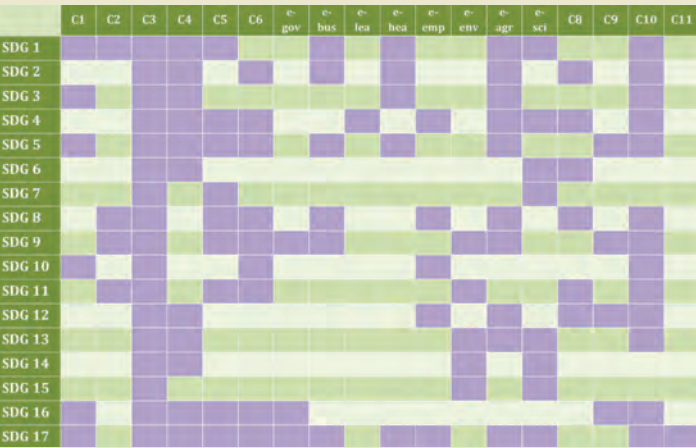 C1 C2 C3 C4 C5 C6 e-gov e-bus e-lea e-hea e-emp e-env e-agr e-sci C8 C9 C10 C11
SDG 1
SDG 2
SDG 3
SDG 4
SDG 5
SDG 6
SDG 7
SDG 8
SDG 9
SDG 10
SDG 11
SDG 12
SDG 13
SDG 14
SDG 15
SDG 16
SDG 17